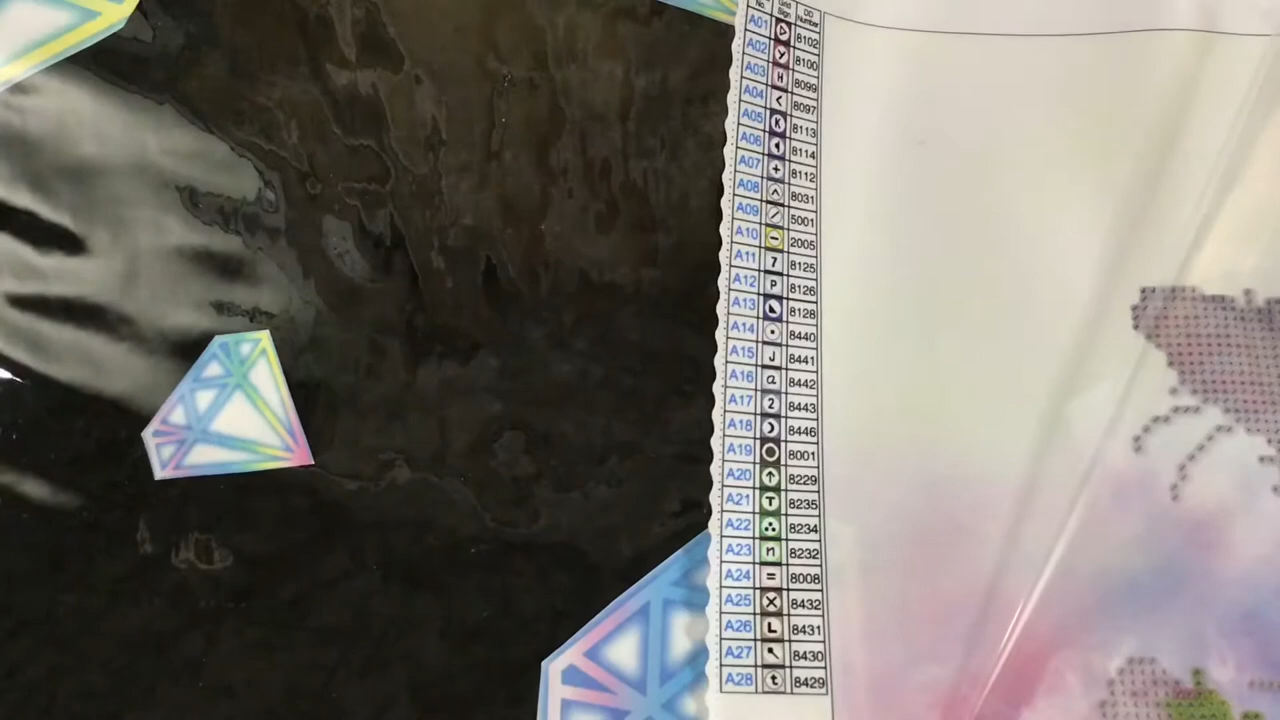 No. Grid Sign DD Number
A01 8102
A02 Y 8100
A03 H 8099
A04 < 8097
A05 K 8113
A06 8114
A07 + 8112
A08 ^ 8031
A09 / 5001
A10 − 2005
A11 7 8125
A12 P 8126
A13 8128
A14 • 8440
A15 J 8441
A16 a 8442
A17 2 8443
A18 8446
A19 8001
A20 ↑ 8229
A21 T 8235
A22 8234
A23 n 8232
A24 = 8008
A25 X 8432
A26 L 8431
A27 8430
A28 t 8429